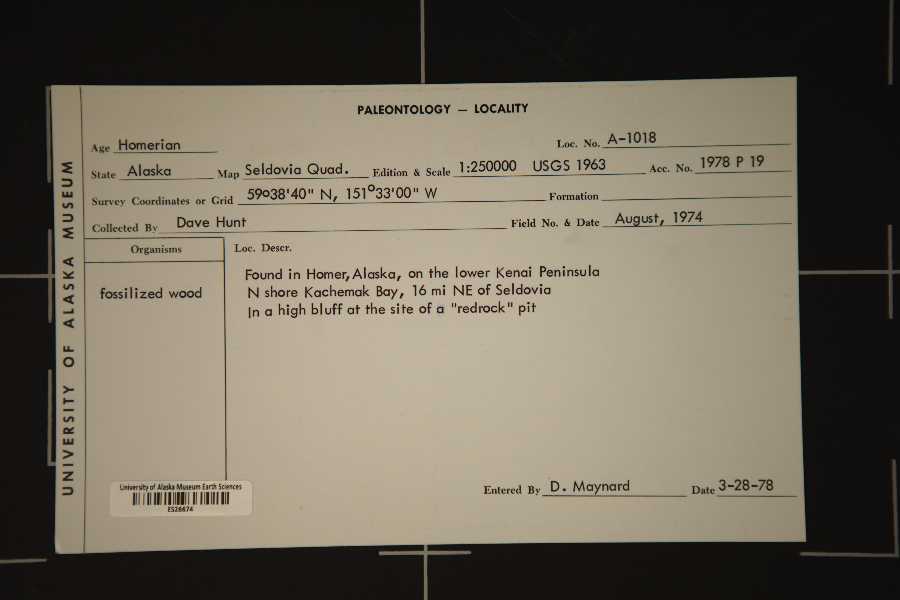 PALEONTOLOGY — LOCALITY
Age Homerian Loc. No. A-1018
State Alaska Map Seldovia Quad. Edition & Scale 1:250000 USGS 1963 Acc. No. 1978 P 19
Survey Coordinates or Grid 59o38'40" N, 151°33'00" W Formation
Collected By Dave Hunt Field No. & Date August, 1974
Organisms
fossilized wood
Loc. Descr.
Found in Homer, Alaska, on the lower Kenai Peninsula
N shore Kachemak Bay, 16 mi NE of Seldovia
In a high bluff at the site of a "redrock" pit
Entered By D. Maynard Date 3-28-78
UNIVERSITY OF ALASKA MUSEUM
University of Alaska Museum Earth Sciences
ES26674